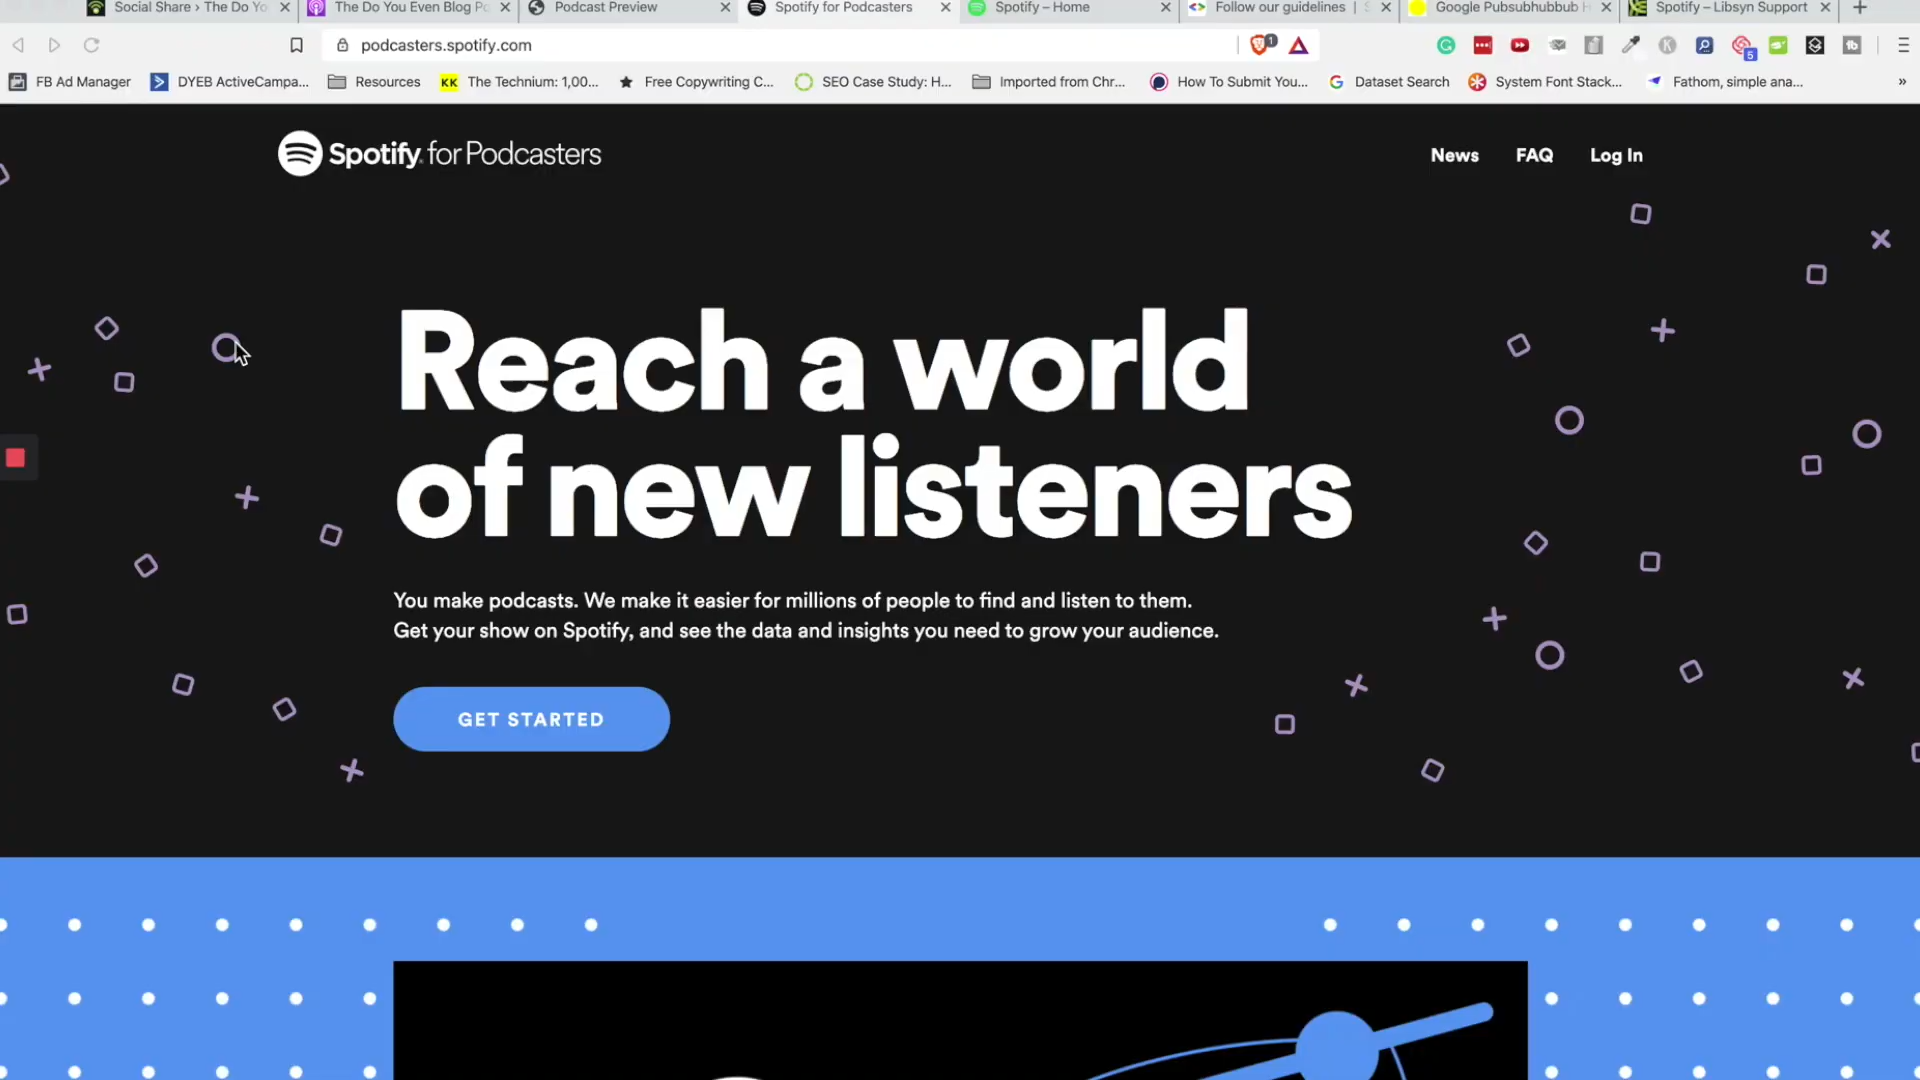 Social Share › The Do Yo
The Do You Even Blog Po
Podcast Preview
Spotify for Podcasters
Spotify – Home
Follow our guidelines | S
Google Pubsubhubbub H
Spotify – Libsyn Support
podcasters.spotify.com
1
5
FB Ad Manager
DYEB ActiveCampa...
Resources
KK The Technium: 1,00...
Free Copywriting C...
SEO Case Study: H...
Imported from Chr...
How To Submit You...
Dataset Search
System Font Stack...
Fathom, simple ana...
»
Spotify for Podcasters
News
FAQ
Log In
Reach a world
of new listeners
You make podcasts. We make it easier for millions of people to find and listen to them.
Get your show on Spotify, and see the data and insights you need to grow your audience.
GET STARTED